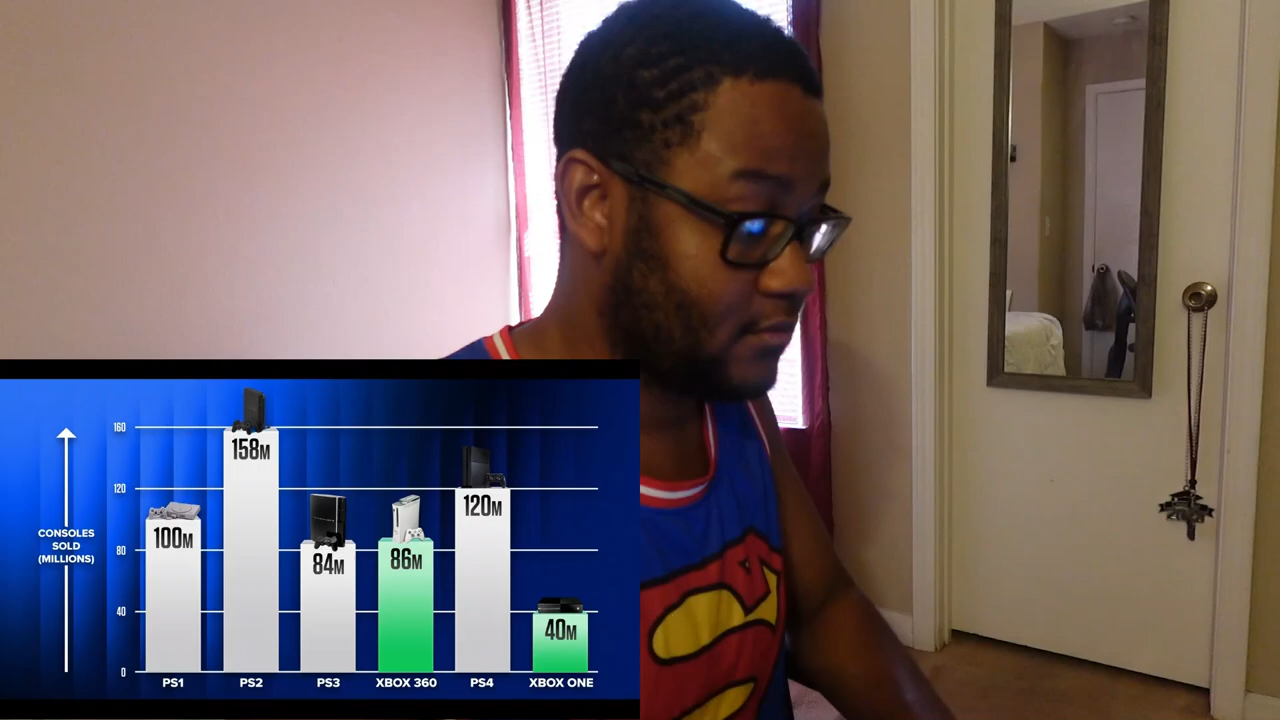 160
158M
120
120M
CONSOLES
SOLD
(MILLIONS)
100M
80
84M
86M
40
40M
0
PS1 PS2 PS3 XBOX 360 PS4 XBOX ONE